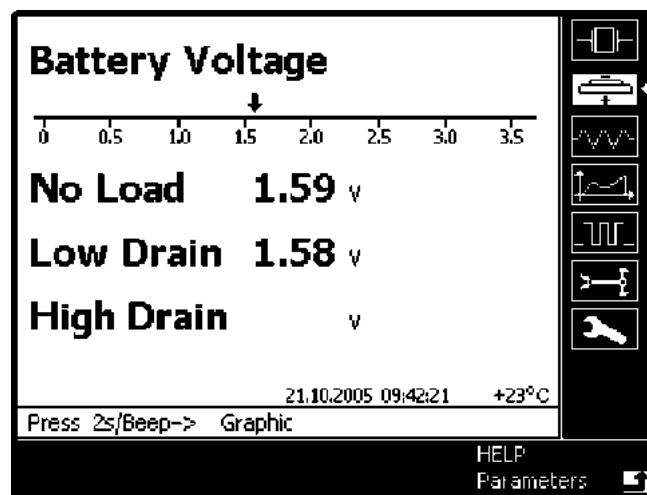 Battery Voltage
0 0.5 1.0 1.5 2.0 2.5 3.0 3.5
No Load 1.59 V
Low Drain 1.58 V
High Drain V
21.10.2005 09:42:21 +23°C
Press 2s/Beep-> Graphic
HELP
Parameters